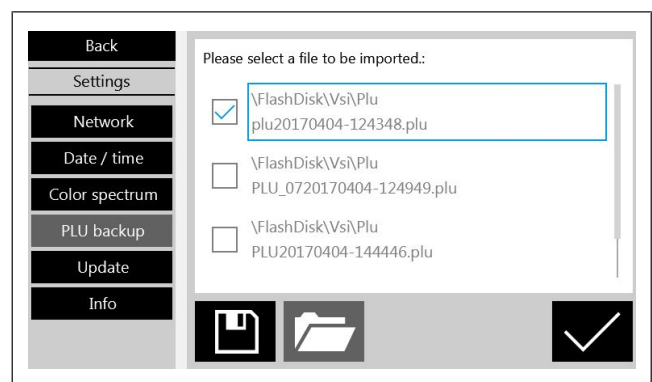 Back
Settings
Network
Date / time
Color spectrum
PLU backup
Update
Info
Please select a file to be imported.:
\FlashDisk\Vsi\Plu
plu20170404-124348.plu
\FlashDisk\Vsi\Plu
PLU_0720170404-124949.plu
\FlashDisk\Vsi\Plu
PLU20170404-144446.plu